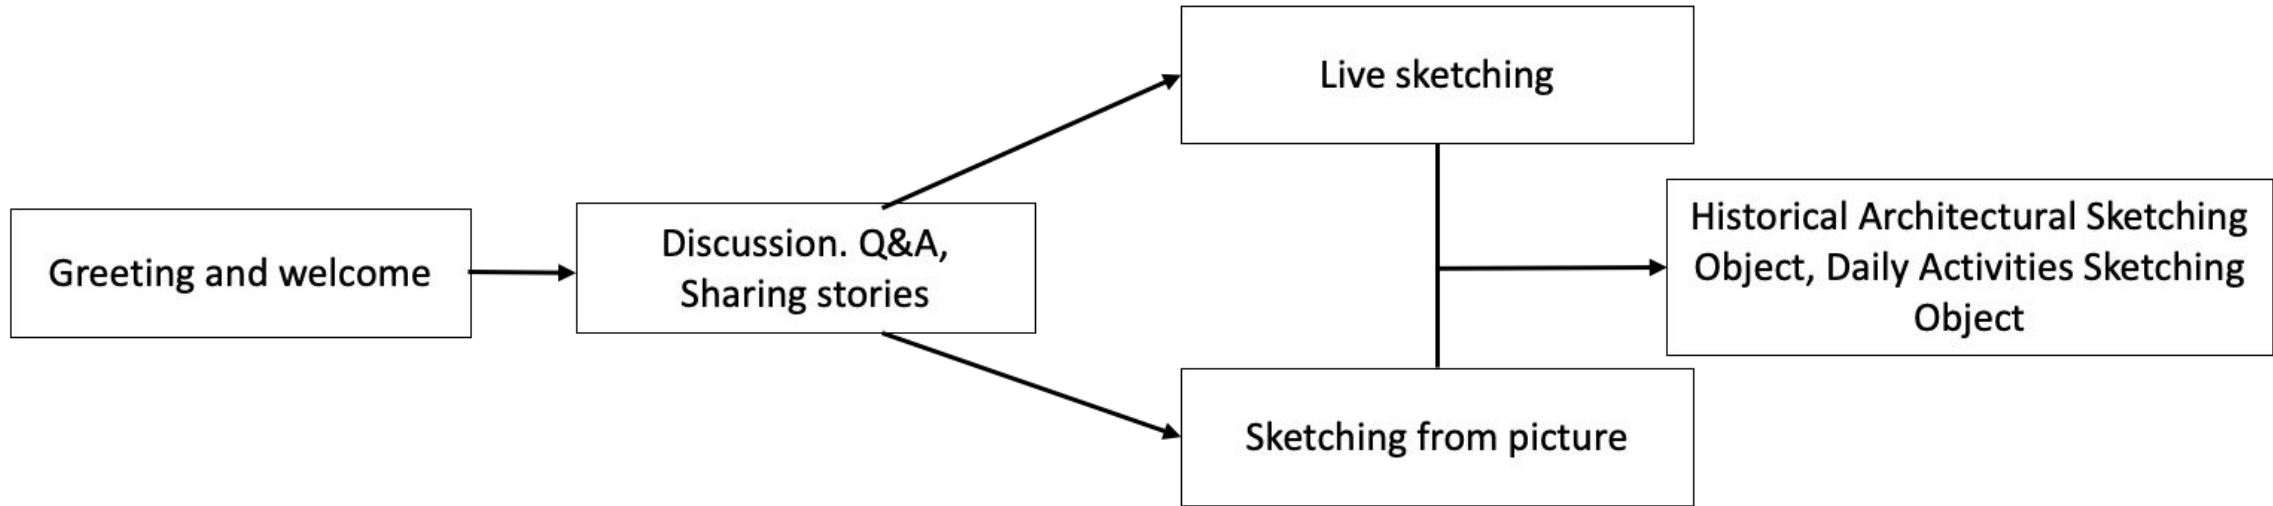 Greeting and welcome
Discussion. Q&A,
Sharing stories
Live sketching
Sketching from picture
Historical Architectural Sketching
Object, Daily Activities Sketching
Object